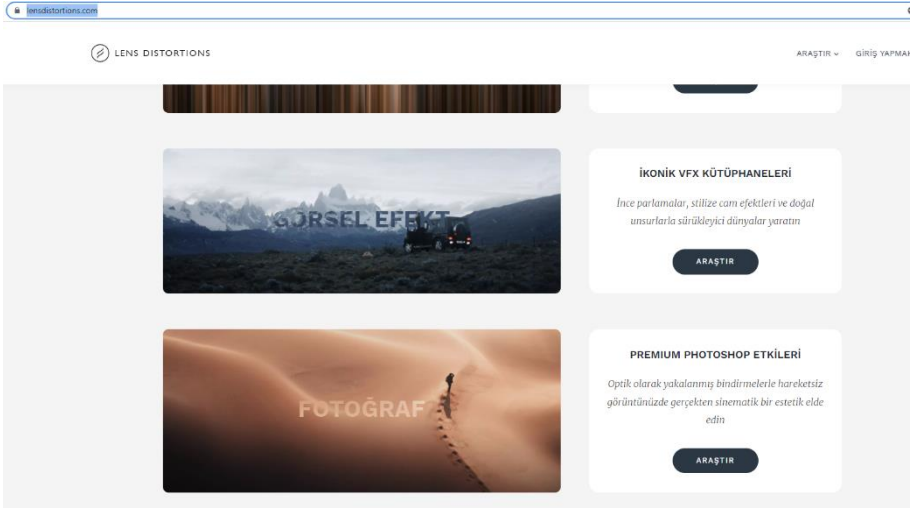 lensdistortions.com
LENS DISTORTIONS
ARAŞTIR
GİRİŞ YAPMAK
İKONİK VFX KÜTÜPHANELERİ
GÖRSEL EFEKT
İnce parlamalar, stilize cam efektleri ve doğal
unsurlarla sürükleyici dünyalar yaratın
ARAŞTIR
PREMIUM PHOTOSHOP ETKİLERİ
FOTOĞRAF
Optik olarak yakalanmış bindirmelerle hareketsiz
görüntünüzde gerçekten sinematik bir estetik elde
edin
ARAŞTIR